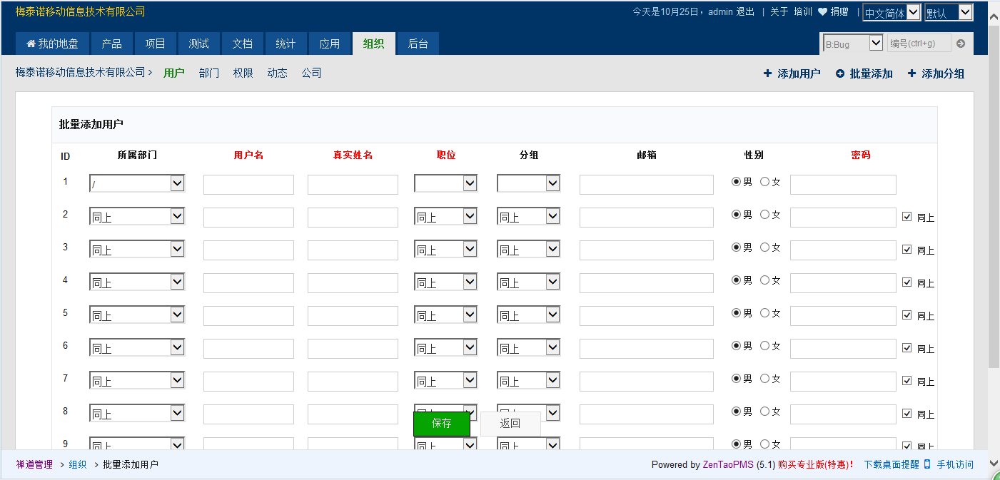 梅泰诺移动信息技术有限公司 今天是10月25日，admin 退出 | 关于 培训 捐赠 | 中文简体 默认
我的地盘 产品 项目 测试 文档 统计 应用 组织 后台 B:Bug 编号(ctrl+g)
梅泰诺移动信息技术有限公司 > 用户 部门 权限 动态 公司 + 添加用户 批量添加 + 添加分组
批量添加用户
ID 所属部门 用户名 真实姓名 职位 分组 邮箱 性别 密码
1 / 男 女
2 同上 同上 同上 男 女 同上
3 同上 同上 同上 男 女 同上
4 同上 同上 同上 男 女 同上
5 同上 同上 同上 男 女 同上
6 同上 同上 同上 男 女 同上
7 同上 同上 同上 男 女 同上
8 同上 同上 同上 男 女 同上
保存 返回
9 同上 同上 同上 男 女 同上
禅道管理 > 组织 > 批量添加用户 Powered by ZenTaoPMS (5.1) 购买专业版(特惠)！ 下载桌面提醒 手机访问